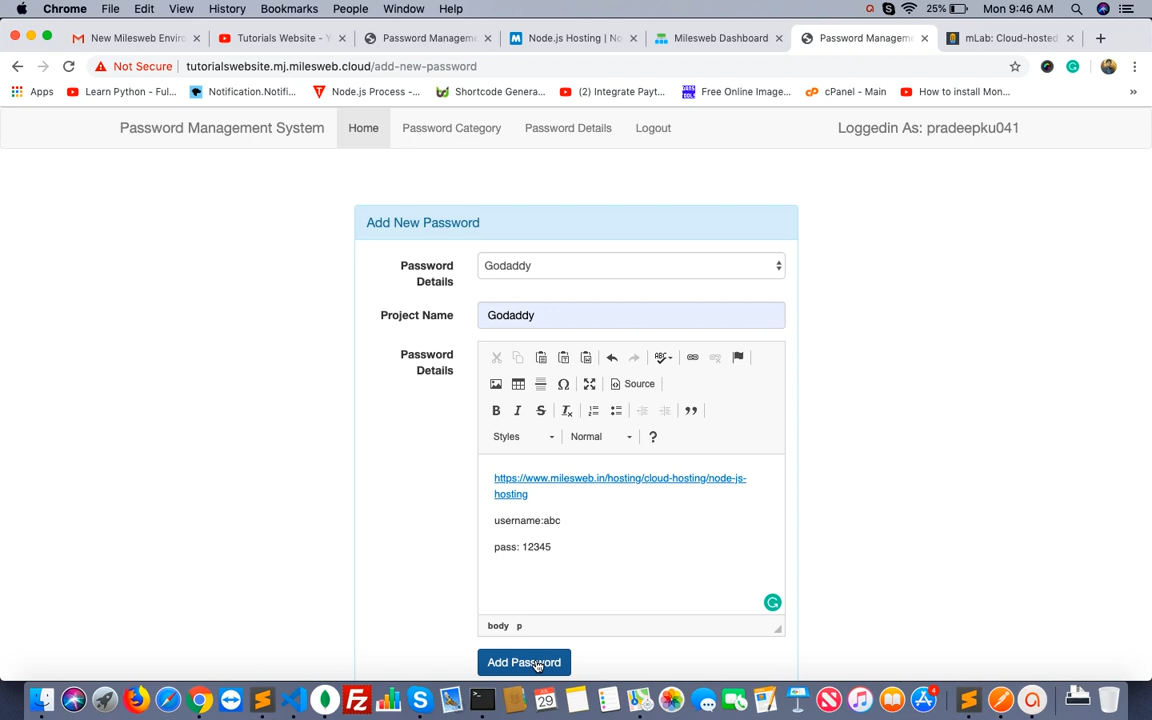 Chrome File Edit View History Bookmarks People Window Help 25% Mon 9:46 AM
New Milesweb Enviro Tutorials Website - Y Password Manageme Node.js Hosting | No Milesweb Dashboard Password Manageme mLab: Cloud-hosted
Not Secure tutorialswebsite.mj.milesweb.cloud/add-new-password
Apps Learn Python - Ful... Notification.Notifi... Node.js Process -... Shortcode Genera... (2) Integrate Payt... Free Online Image... cPanel - Main How to install Mon... »
Password Management System Home Password Category Password Details Logout Loggedin As: pradeepku041
Add New Password
Password Details
Godaddy
Project Name
Godaddy
Password Details
ABC
Source
Styles Normal ?
https://www.milesweb.in/hosting/cloud-hosting/node-js-
hosting
username:abc
pass: 12345
body p
Add Password